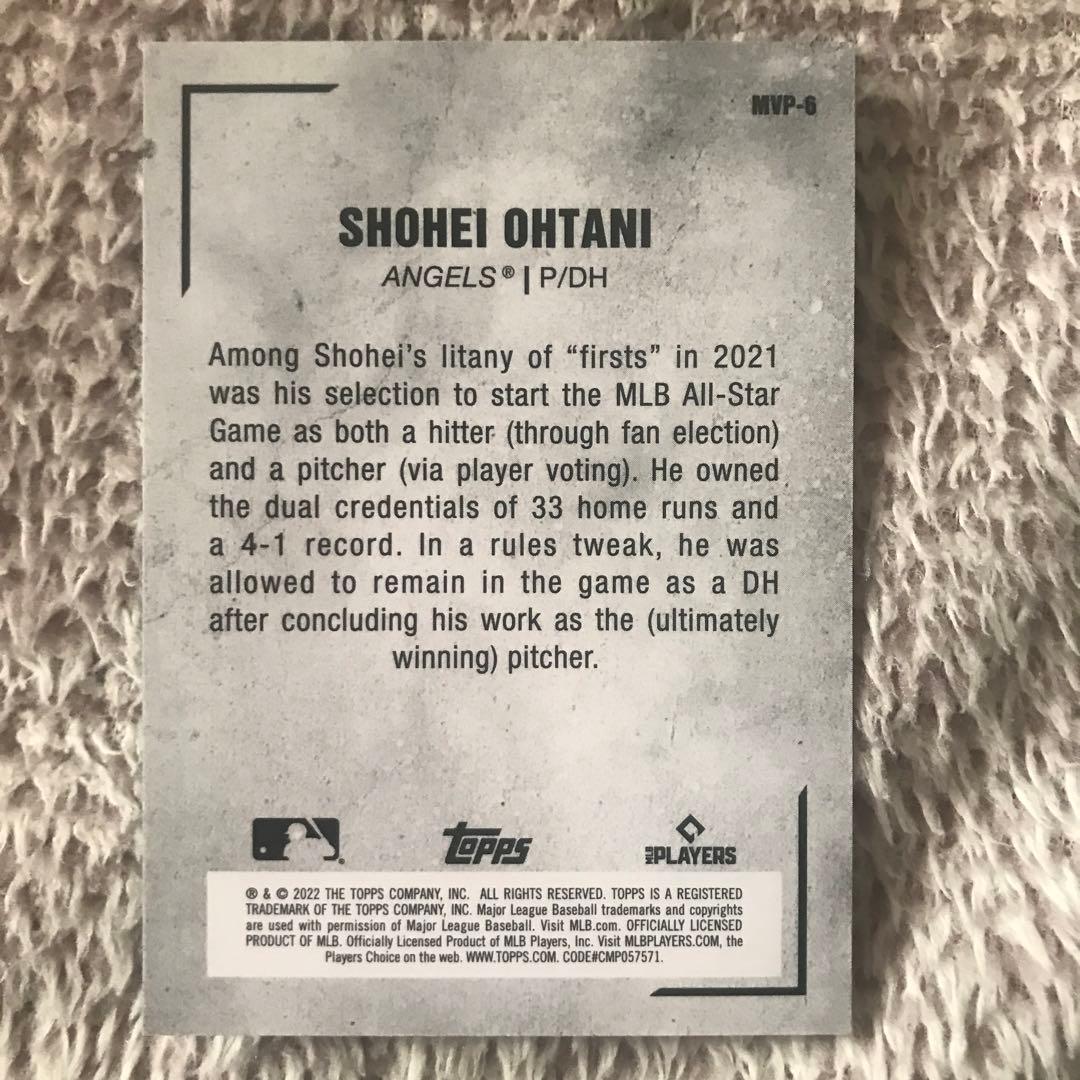 MVP-6
SHOHEI OHTANI
ANGELS® | P/DH
Among Shohei's litany of “firsts” in 2021
was his selection to start the MLB All-Star
Game as both a hitter (through fan election)
and a pitcher (via player voting). He owned
the dual credentials of 33 home runs and
a 4-1 record. In a rules tweak, he was
allowed to remain in the game as a DH
after concluding his work as the (ultimately
winning) pitcher.
Topps
MLB PLAYERS
® & © 2022 THE TOPPS COMPANY, INC. ALL RIGHTS RESERVED. TOPPS IS A REGISTERED
TRADEMARK OF THE TOPPS COMPANY, INC. Major League Baseball trademarks and copyrights
are used with permission of Major League Baseball. Visit MLB.com. OFFICIALLY LICENSED
PRODUCT OF MLB. Officially Licensed Product of MLB Players, Inc. Visit MLBPLAYERS.COM, the
Players Choice on the web. WWW.TOPPS.COM. CODE#CMP057571.